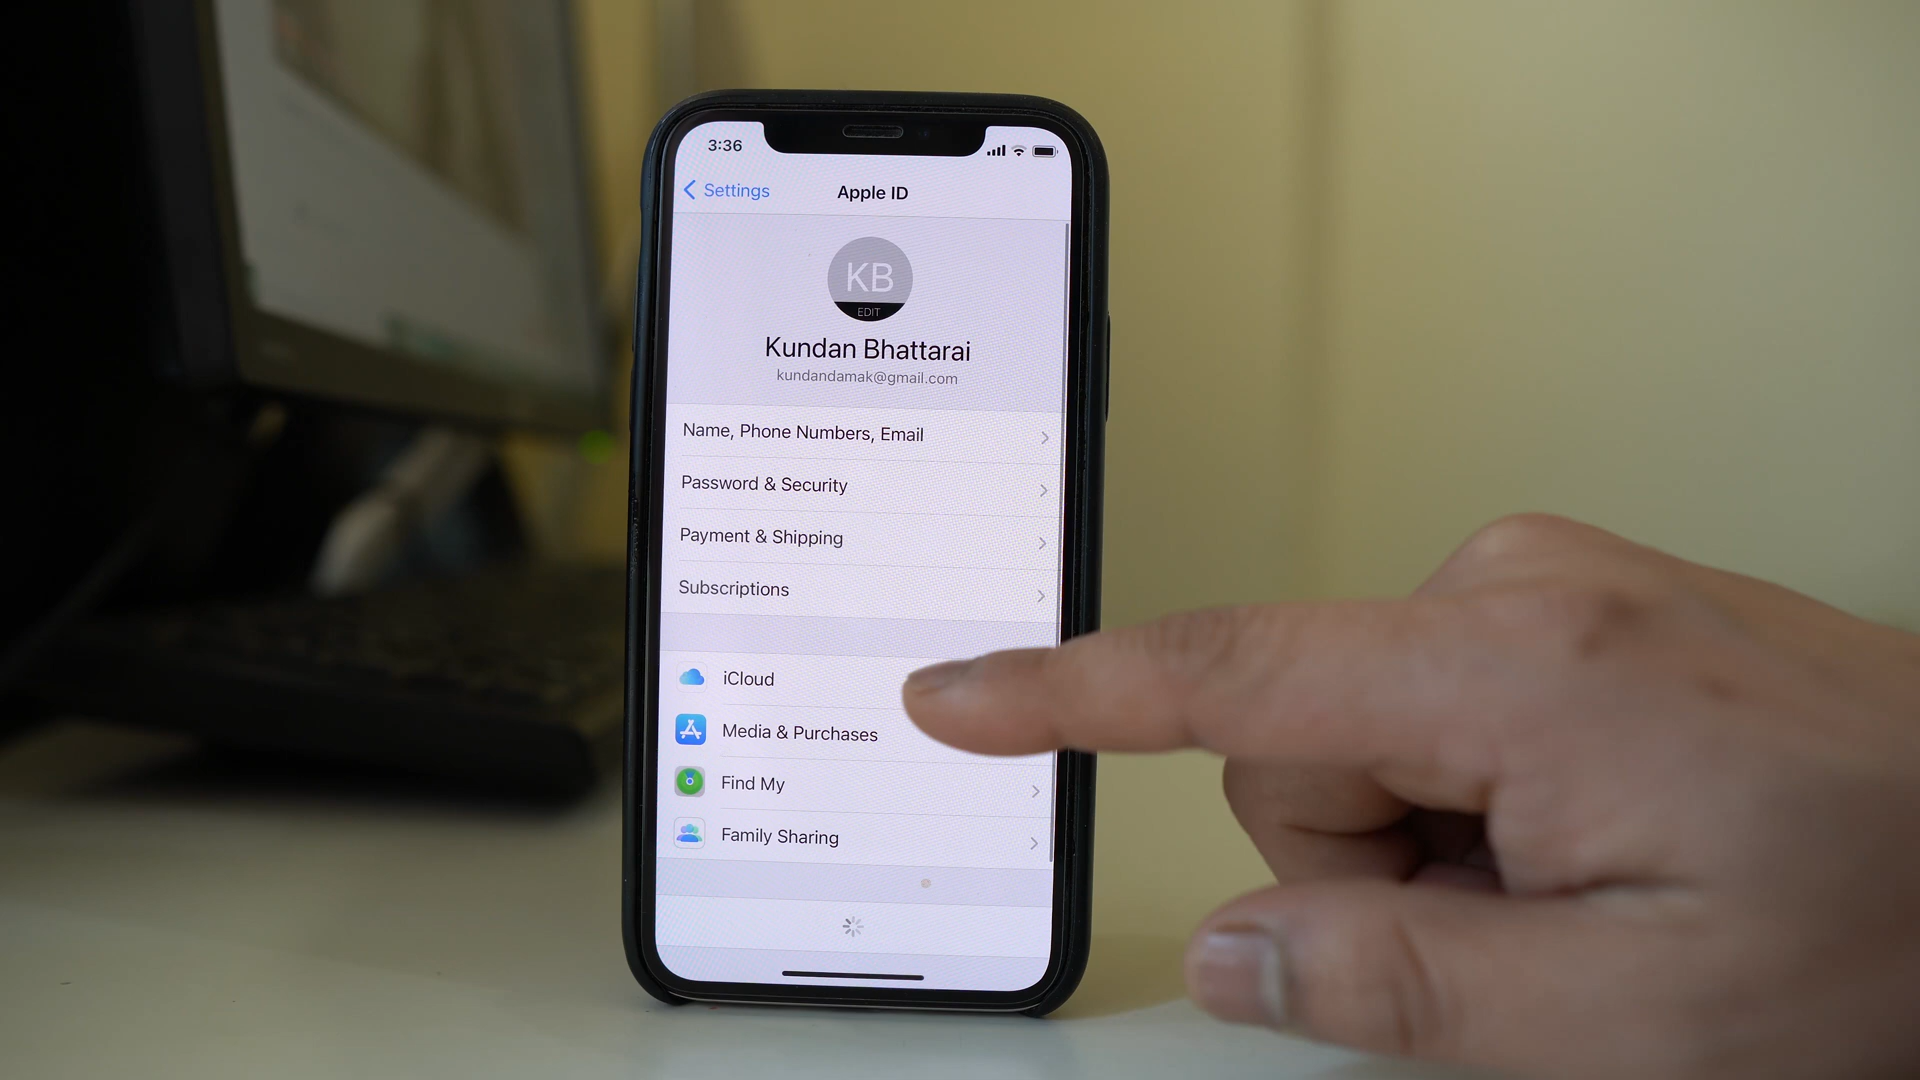 3:36
Settings
Apple ID
KB
EDIT
Kundan Bhattarai
kundandamak@gmail.com
Name, Phone Numbers, Email
Password & Security
Payment & Shipping
Subscriptions
iCloud
Media & Purchases
Find My
Family Sharing